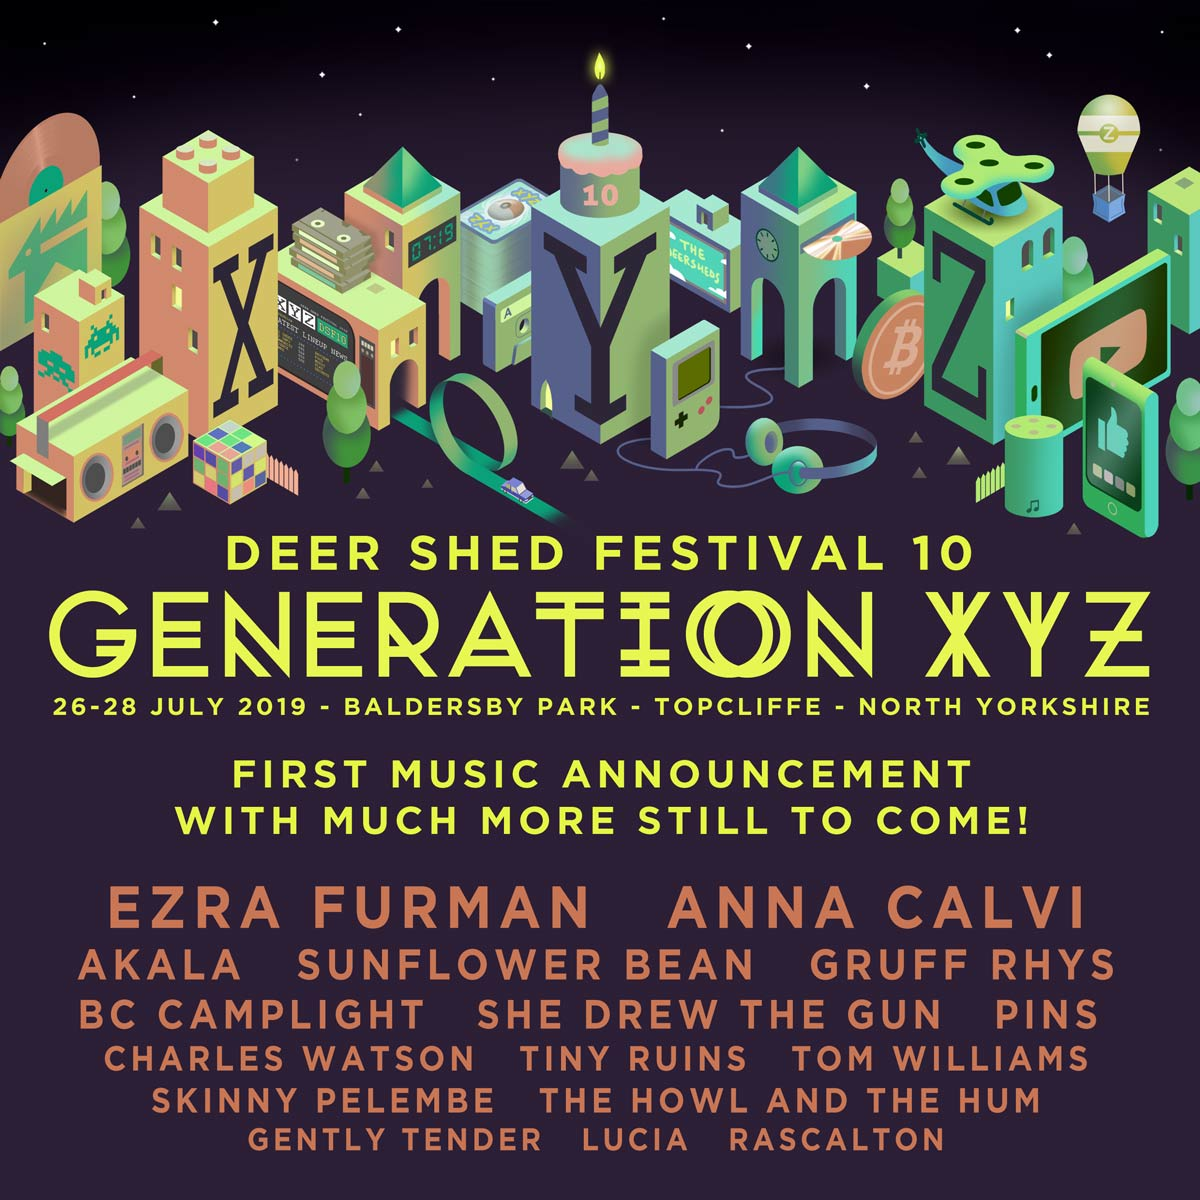 10
X
Y
Z
Z
07:19
XYZ
XYZ
XYZ DSF10
LATEST LINEUP NEWS
THE
DEERSHEDS
A
DEER SHED FESTIVAL 10
GENERATION XYZ
26-28 JULY 2019 - BALDERSBY PARK - TOPCLIFFE - NORTH YORKSHIRE
FIRST MUSIC ANNOUNCEMENT
WITH MUCH MORE STILL TO COME!
EZRA FURMAN ANNA CALVI
AKALA SUNFLOWER BEAN GRUFF RHYS
BC CAMPLIGHT SHE DREW THE GUN PINS
CHARLES WATSON TINY RUINS TOM WILLIAMS
SKINNY PELEMBE THE HOWL AND THE HUM
GENTLY TENDER LUCIA RASCALTON